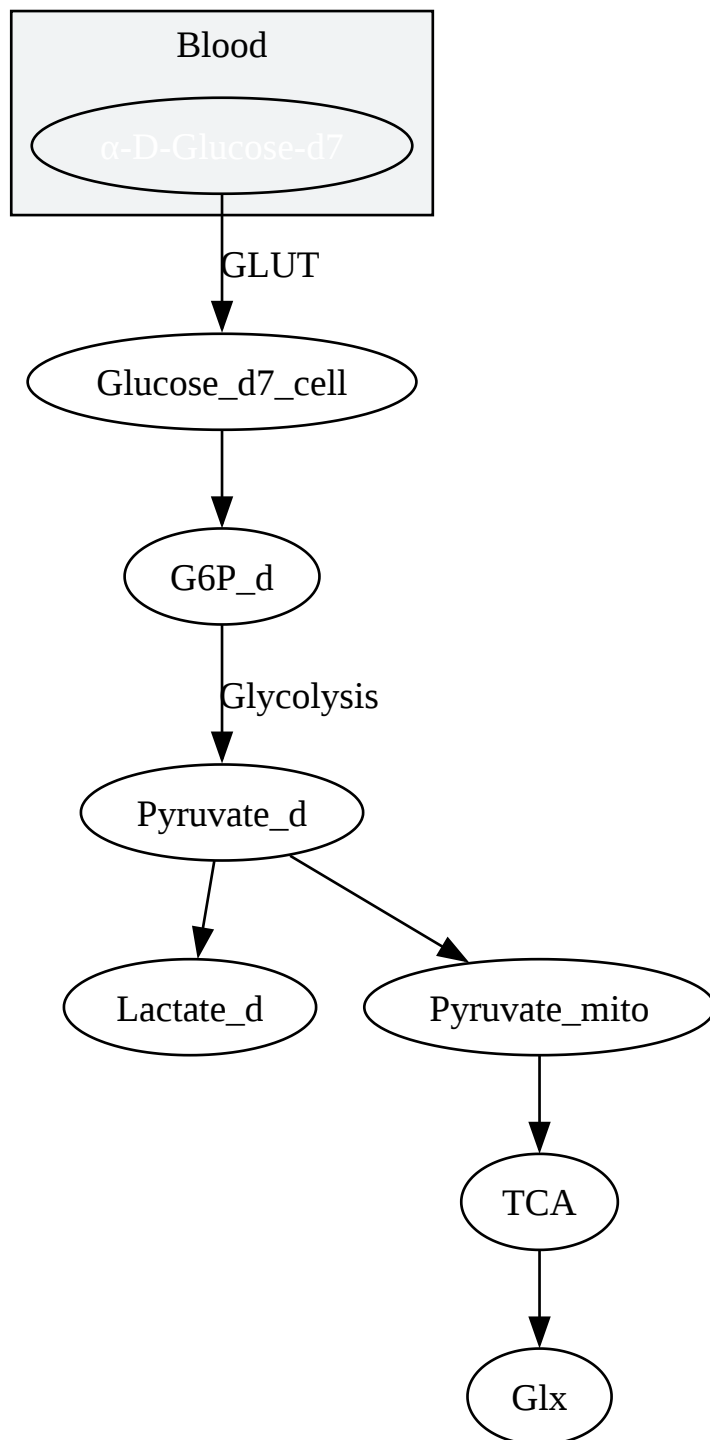 Blood
α-D-Glucose-d7
GLUT
Glucose_d7_cell
G6P_d
Glycolysis
Pyruvate_d
Lactate_d
Pyruvate_mito
TCA
Glx